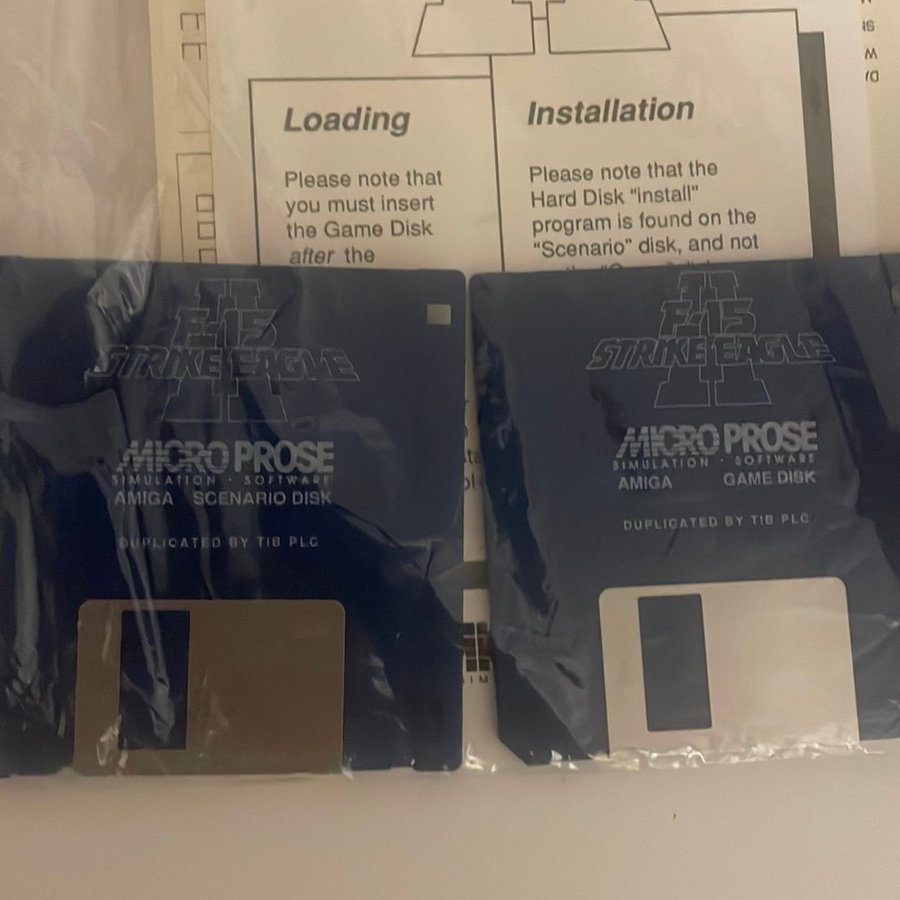 Loading
Please note that
you must insert
the Game Disk
after the
Installation
Please note that the
Hard Disk "install"
program is found on the
"Scenario" disk, and not
II
F-15
STRIKE EAGLE
MICRO PROSE
SIMULATION · SOFTWARE
AMIGA SCENARIO DISK
DUPLICATED BY TIB PLC
II
F-15
STRIKE EAGLE
MICRO PROSE
SIMULATION · SOFTWARE
AMIGA GAME DISK
DUPLICATED BY TIB PLC